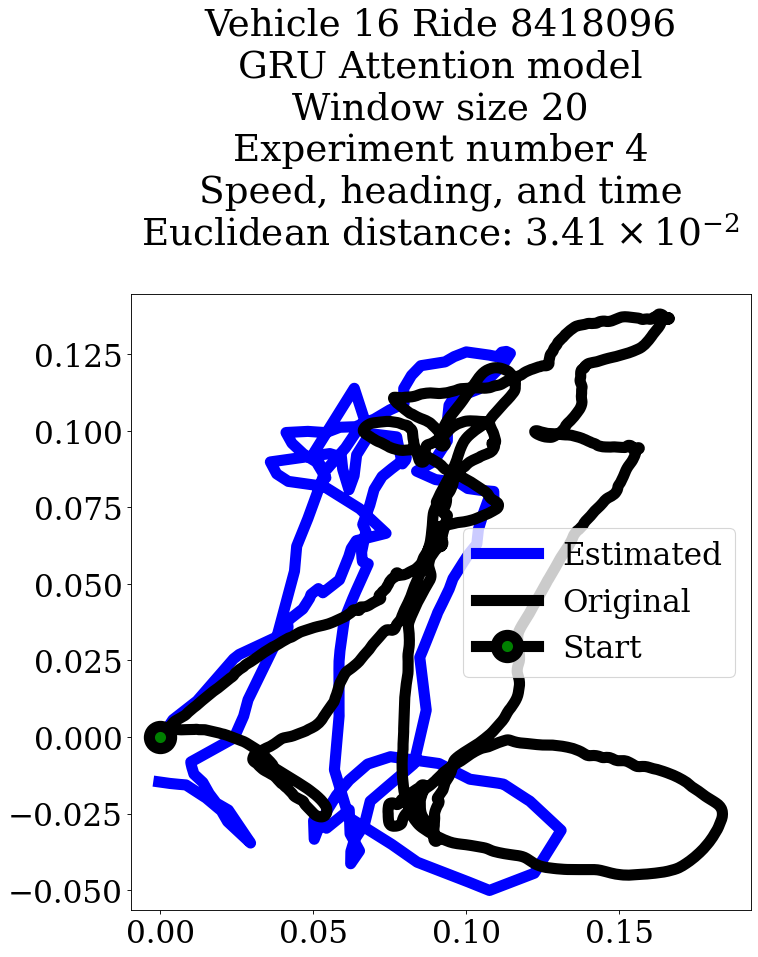 Vehicle 16 Ride 8418096
GRU Attention model
Window size 20
Experiment number 4
Speed, heading, and time
Euclidean distance: 3.41 × 10⁻²
0.125
0.100
0.075
0.050
0.025
0.000
−0.025
−0.050
Estimated
Original
Start
0.00 0.05 0.10 0.15